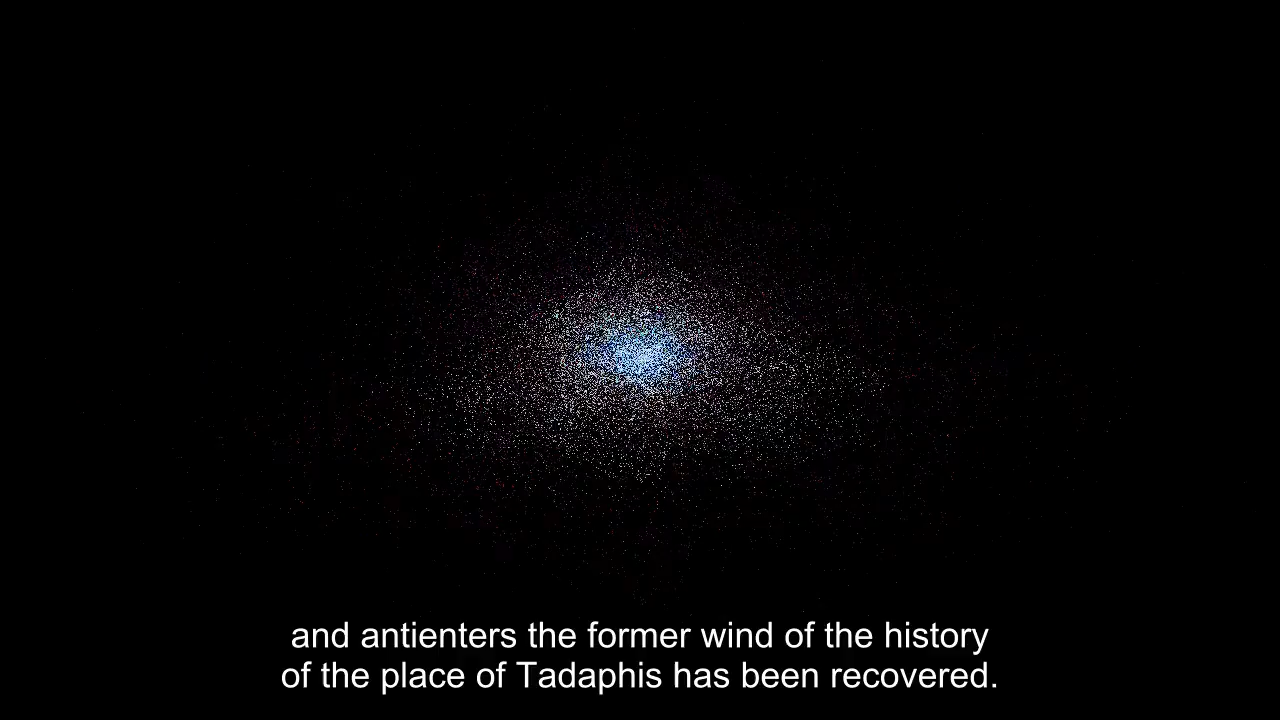 and antienters the former wind of the history
of the place of Tadaphis has been recovered.